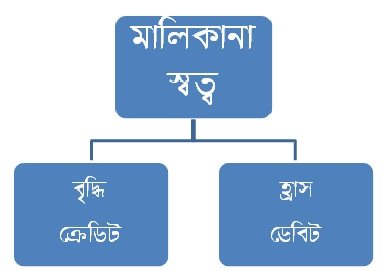 মালিকানা
স্বত্ব
বৃদ্ধি
ক্রেডিট
হ্রাস
ডেবিট